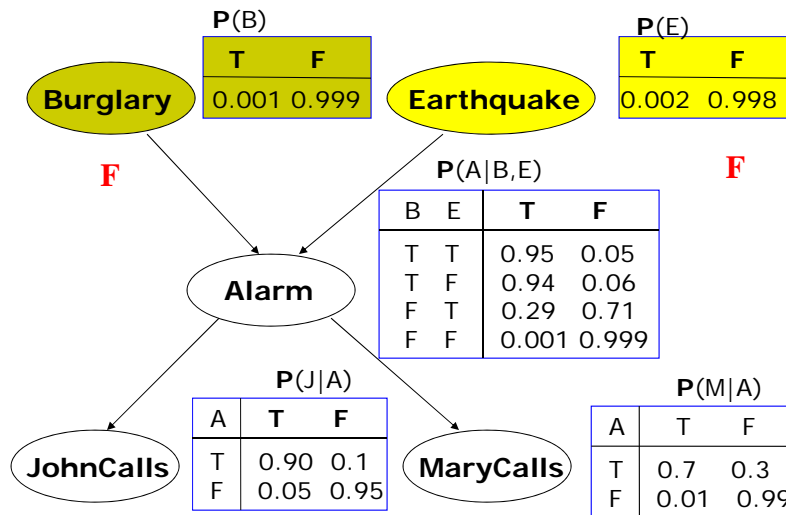 P(B)
T F
0.001 0.999
Burglary
P(E)
T F
0.002 0.998
Earthquake
F
F
P(A|B,E)
B E T F
T T 0.95 0.05
T F 0.94 0.06
F T 0.29 0.71
F F 0.001 0.999
Alarm
P(J|A)
A T F
T 0.90 0.1
F 0.05 0.95
P(M|A)
A T F
T 0.7 0.3
F 0.01 0.99
JohnCalls
MaryCalls